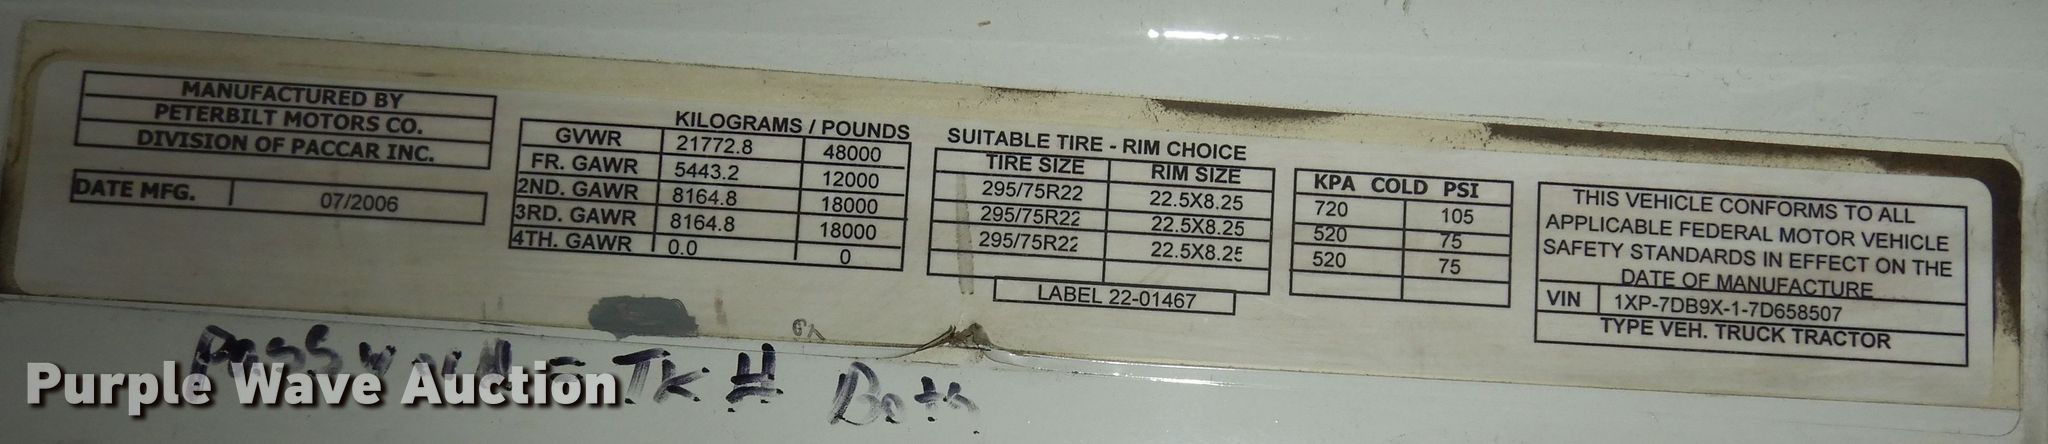 MANUFACTURED BY
PETERBILT MOTORS CO.
DIVISION OF PACCAR INC.
DATE MFG. 07/2006
KILOGRAMS / POUNDS
GVWR 21772.8 48000
FR. GAWR 5443.2 12000
2ND. GAWR 8164.8 18000
3RD. GAWR 8164.8 18000
4TH. GAWR 0.0 0
SUITABLE TIRE - RIM CHOICE
TIRE SIZE RIM SIZE
295/75R22 22.5X8.25
295/75R22 22.5X8.25
295/75R22 22.5X8.25
LABEL 22-01467
KPA COLD PSI
720 105
520 75
520 75
THIS VEHICLE CONFORMS TO ALL
APPLICABLE FEDERAL MOTOR VEHICLE
SAFETY STANDARDS IN EFFECT ON THE
DATE OF MANUFACTURE
VIN 1XP-7DB9X-1-7D658507
TYPE VEH. TRUCK TRACTOR
Password = TK # Both
Purple Wave Auction